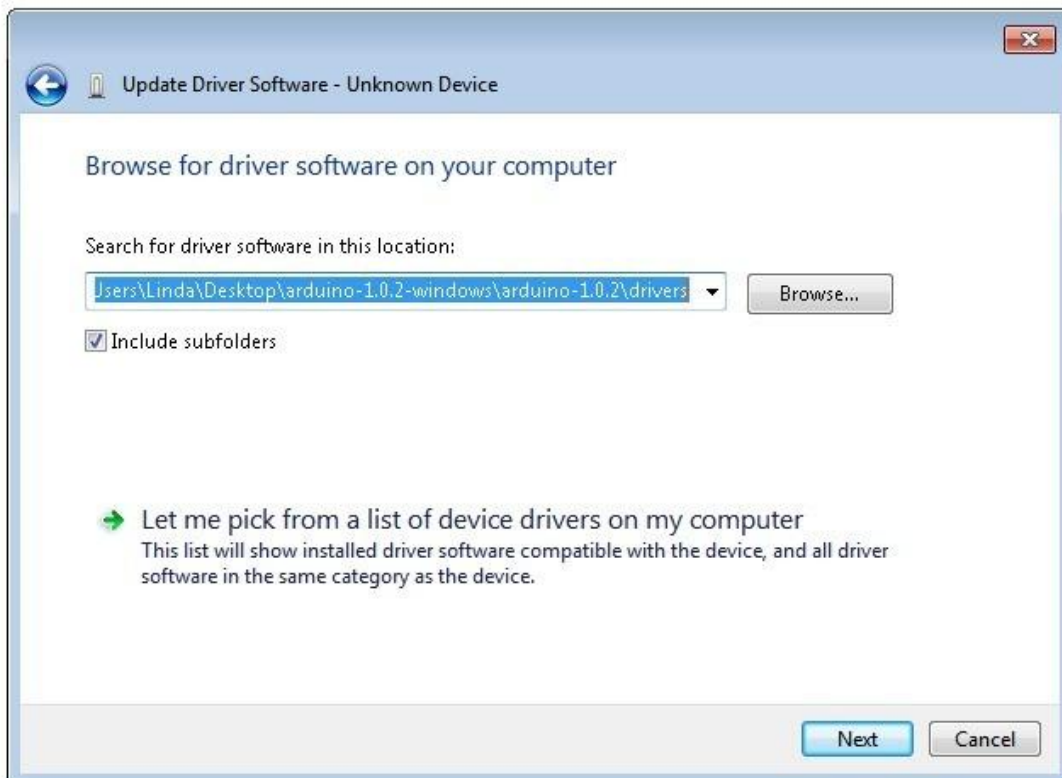 Update Driver Software - Unknown Device
Browse for driver software on your computer
Search for driver software in this location:
Users\Linda\Desktop\arduino-1.0.2-windows\arduino-1.0.2\drivers
Browse...
Include subfolders
Let me pick from a list of device drivers on my computer
This list will show installed driver software compatible with the device, and all driver
software in the same category as the device.
Next
Cancel